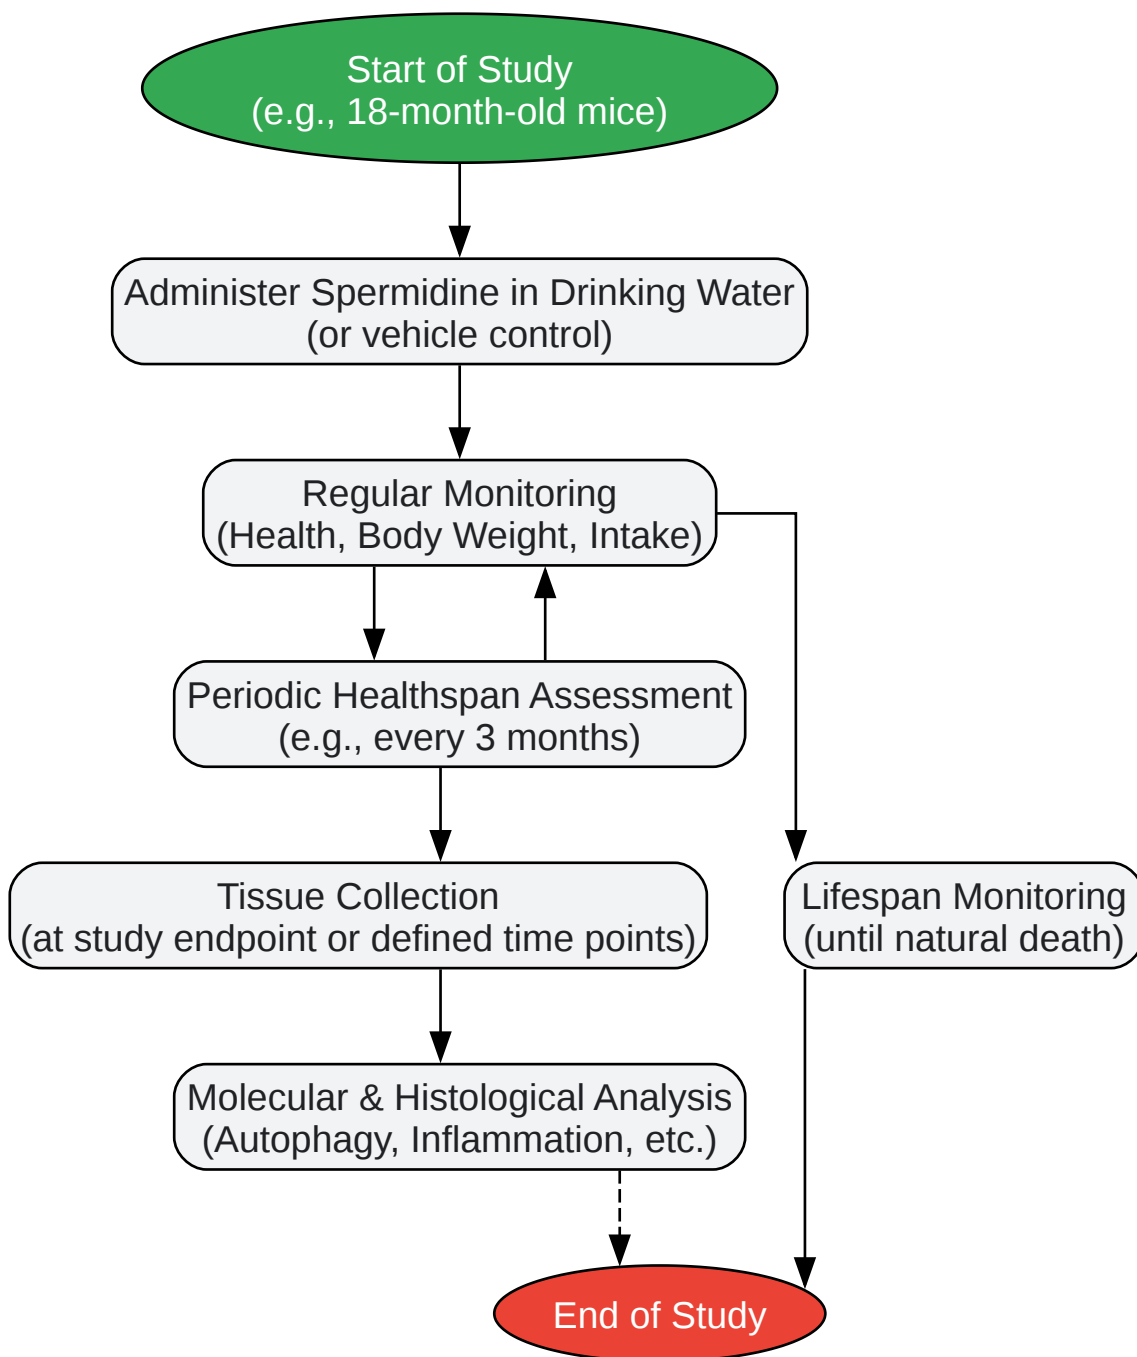 Start of Study
(e.g., 18-month-old mice)
Administer Spermidine in Drinking Water
(or vehicle control)
Regular Monitoring
(Health, Body Weight, Intake)
Periodic Healthspan Assessment
(e.g., every 3 months)
Tissue Collection
(at study endpoint or defined time points)
Lifespan Monitoring
(until natural death)
Molecular & Histological Analysis
(Autophagy, Inflammation, etc.)
End of Study